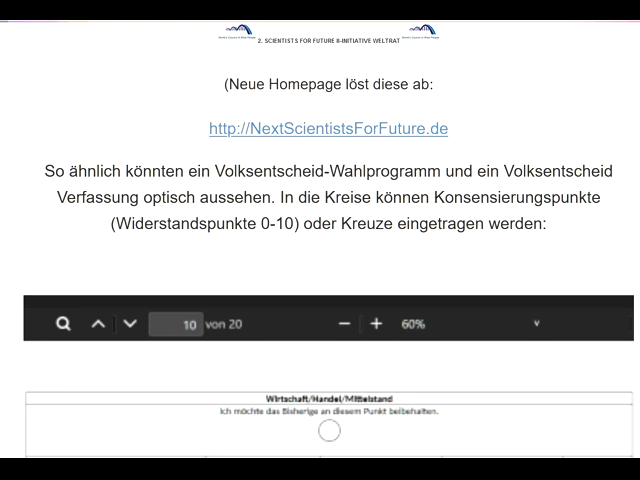 2. SCIENTISTS FOR FUTURE II-INITIATIVE WELTRAT
(Neue Homepage löst diese ab:
http://NextScientistsForFuture.de
So ähnlich könnten ein Volksentscheid-Wahlprogramm und ein Volksentscheid
Verfassung optisch aussehen. In die Kreise können Konsensierungspunkte
(Widerstandspunkte 0-10) oder Kreuze eingetragen werden:
10 von 20 60%
Wirtschaft/Handel/Mittelstand
Ich möchte das Bisherige an diesem Punkt beibehalten.